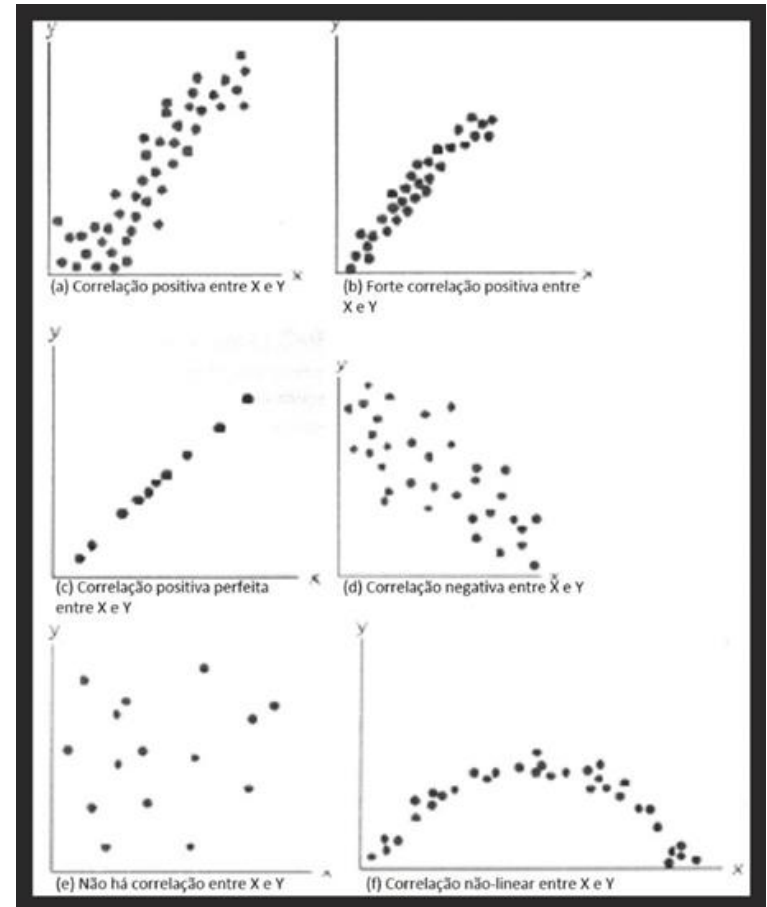 y
y
x
x
(a) Correlação positiva entre X e Y
(b) Forte correlação positiva entre
X e Y
y
y
x
x
(c) Correlação positiva perfeita
entre X e Y
(d) Correlação negativa entre X e Y
y
y
x
(e) Não há correlação entre X e Y
(f) Correlação não-linear entre X e Y